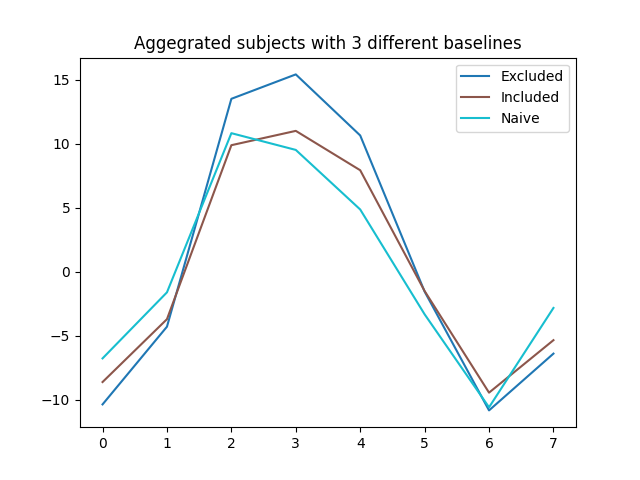 Aggegrated subjects with 3 different baselines
15
10
5
0
−5
−10
Excluded
Included
Naive
0 1 2 3 4 5 6 7